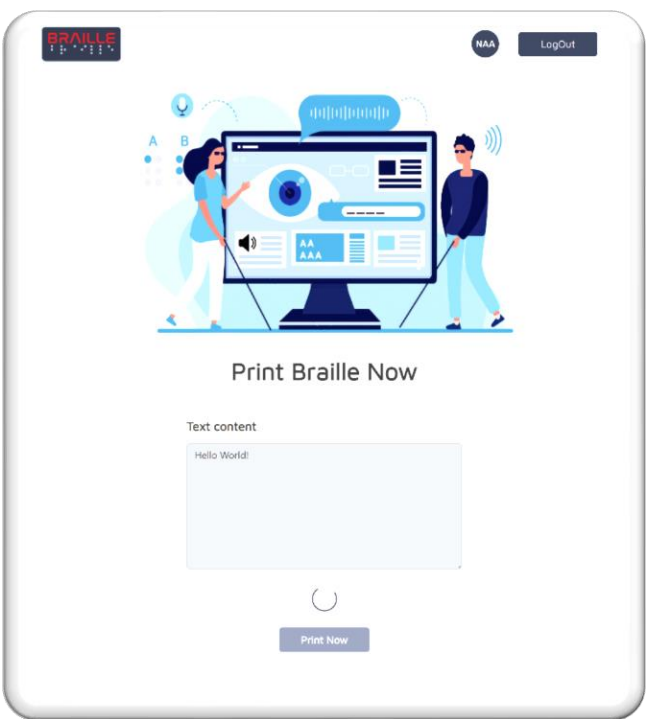 BRAILLE
NAA
LogOut
A B
AA
AAA
Print Braille Now
Text content
Hello World!
Print Now